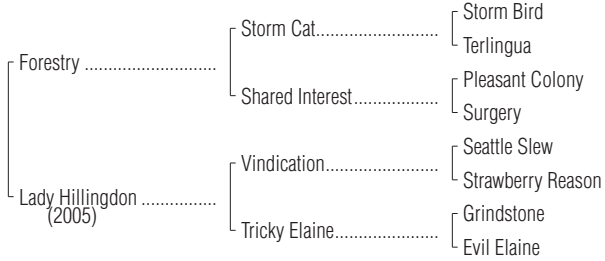 Storm Bird
Storm Cat
Terlingua
Forestry
Pleasant Colony
Shared Interest
Surgery
Seattle Slew
Vindication
Strawberry Reason
Lady Hillingdon
(2005)
Grindstone
Tricky Elaine
Evil Elaine